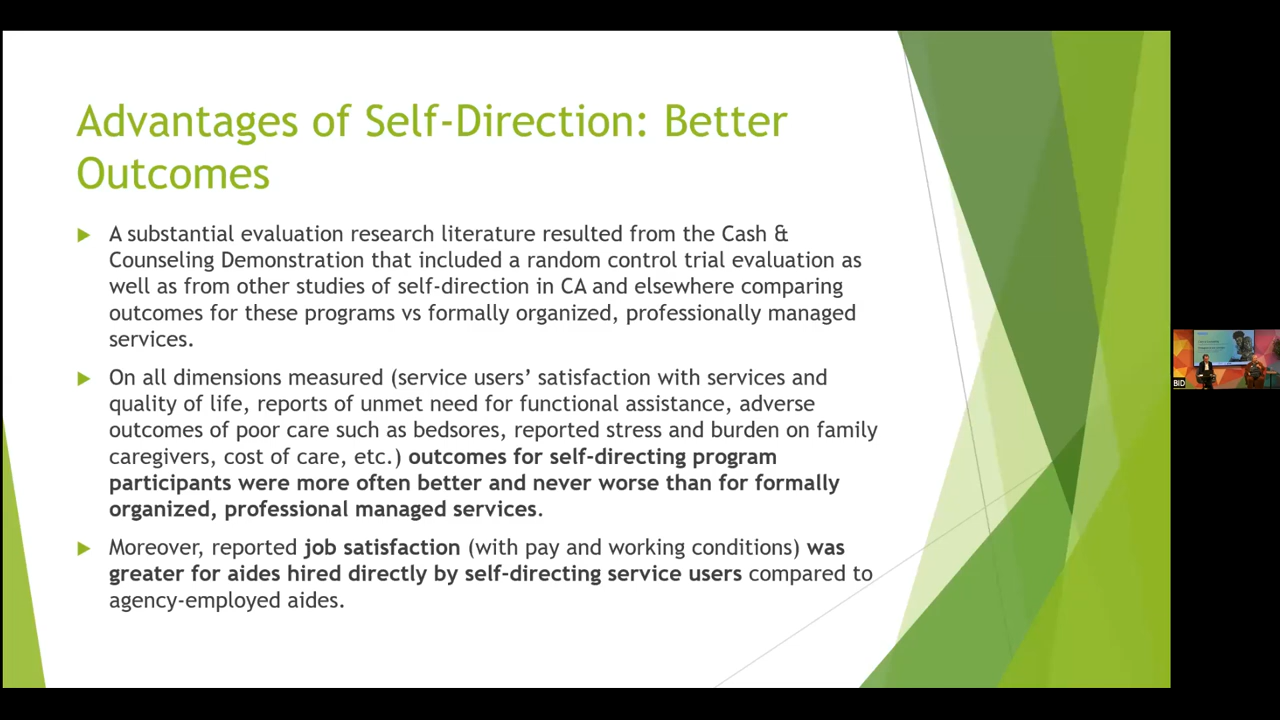 Advantages of Self-Direction: Better
Outcomes
A substantial evaluation research literature resulted from the Cash &
Counseling Demonstration that included a random control trial evaluation as
well as from other studies of self-direction in CA and elsewhere comparing
outcomes for these programs vs formally organized, professionally managed
services.
On all dimensions measured (service users’ satisfaction with services and
quality of life, reports of unmet need for functional assistance, adverse
outcomes of poor care such as bedsores, reported stress and burden on family
caregivers, cost of care, etc.) outcomes for self-directing program
participants were more often better and never worse than for formally
organized, professional managed services.
Moreover, reported job satisfaction (with pay and working conditions) was
greater for aides hired directly by self-directing service users compared to
agency-employed aides.
BID